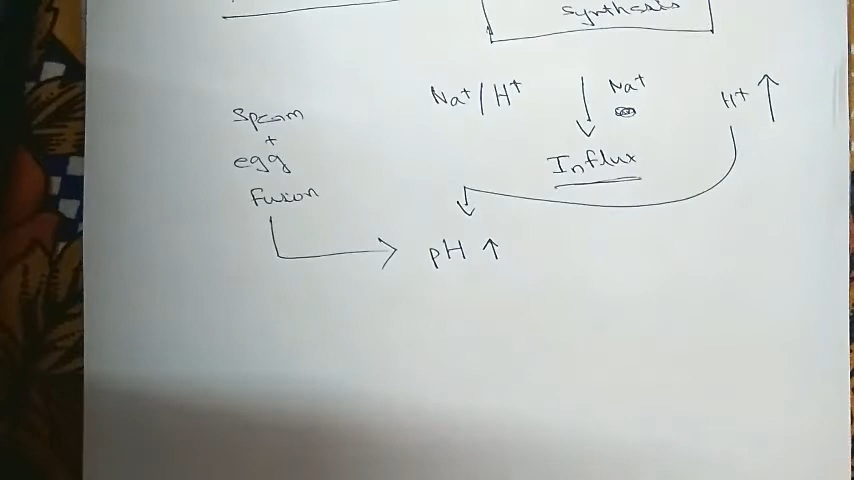 synthesis
Na+ / H+
Na+
H+ ↑
Sperm
+
egg
fusion
Influx
pH ↑